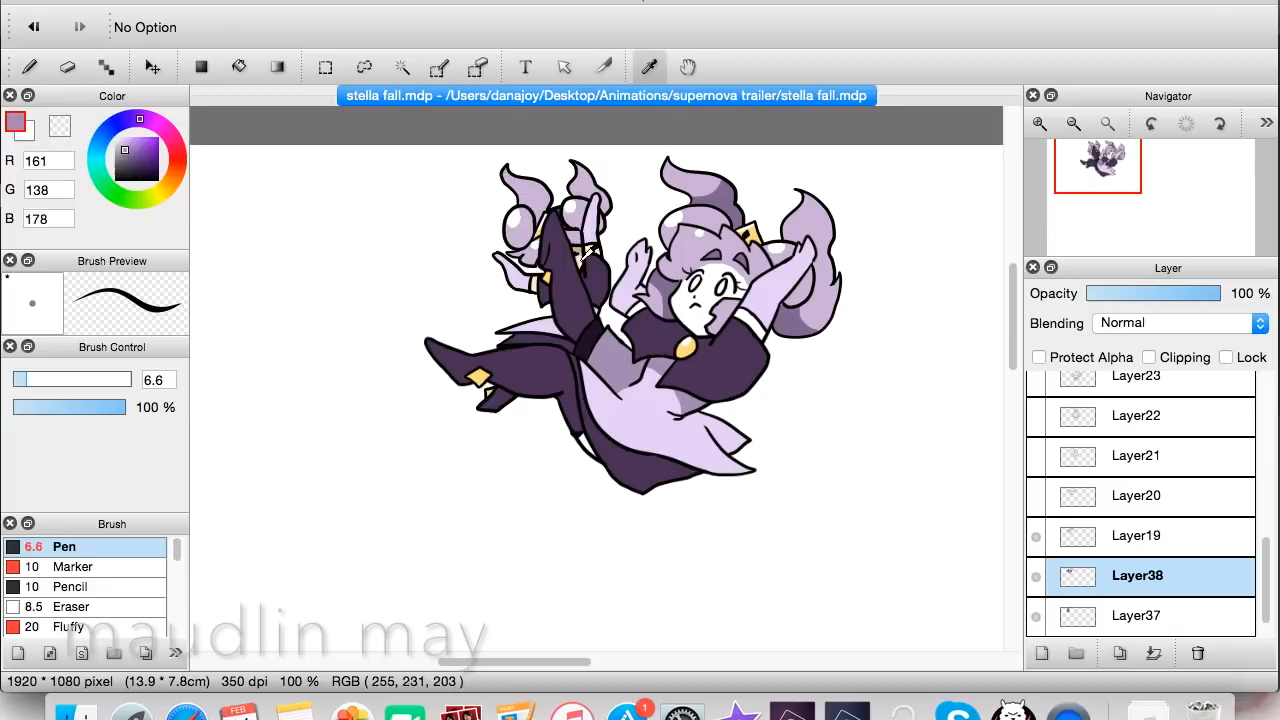 No Option
T
stella fall.mdp - /Users/danajoy/Desktop/Animations/supernova trailer/stella fall.mdp
Color
R 161
G 138
B 178
Brush Preview
*
Brush Control
6.6
100 %
Brush
6.6 Pen
10 Marker
10 Pencil
8.5 Eraser
20 Fluffy
Navigator
Layer
Opacity 100 %
Blending Normal
Protect Alpha Clipping Lock
Layer23
Layer22
Layer21
Layer20
Layer19
Layer38
Layer37
maudlin may
1920 * 1080 pixel (13.9 * 7.8cm) 350 dpi 100 % RGB ( 255, 231, 203 )
FEB 1